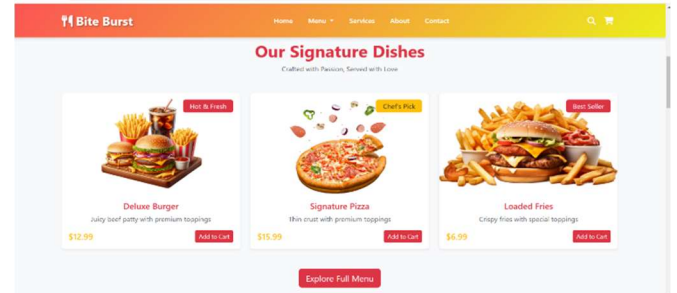 Bite Burst
Home Menu Services About Contact
Our Signature Dishes
Crafted with Passion, Served with Love
Hot & Fresh
Deluxe Burger
Juicy beef patty with premium toppings
$12.99 Add to Cart
Chef's Pick
Signature Pizza
Thin crust with premium toppings
$15.99 Add to Cart
Best Seller
Loaded Fries
Crispy fries with special toppings
$6.99 Add to Cart
Explore Full Menu